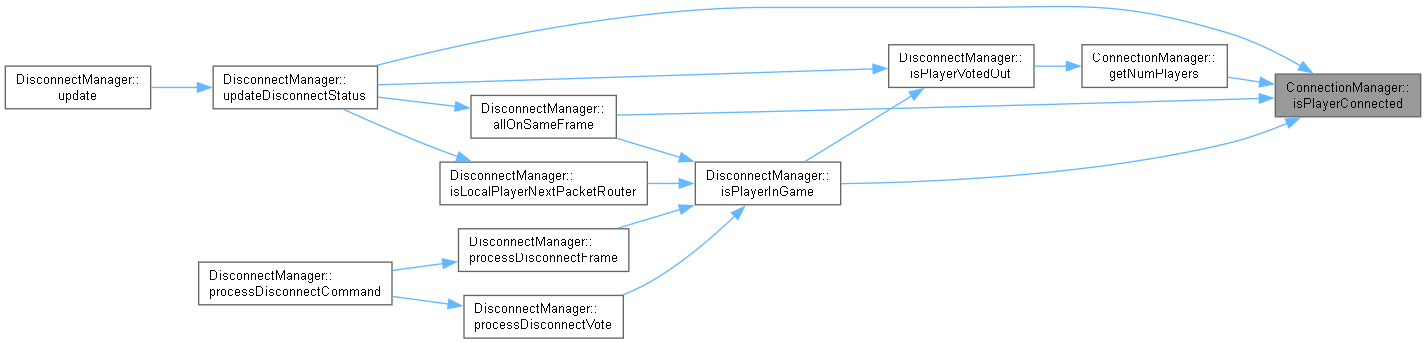 DisconnectManager::
update
DisconnectManager::
updateDisconnectStatus
DisconnectManager::
isPlayerVotedOut
ConnectionManager::
getNumPlayers
ConnectionManager::
isPlayerConnected
DisconnectManager::
allOnSameFrame
DisconnectManager::
isLocalPlayerNextPacketRouter
DisconnectManager::
isPlayerInGame
DisconnectManager::
processDisconnectFrame
DisconnectManager::
processDisconnectCommand
DisconnectManager::
processDisconnectVote